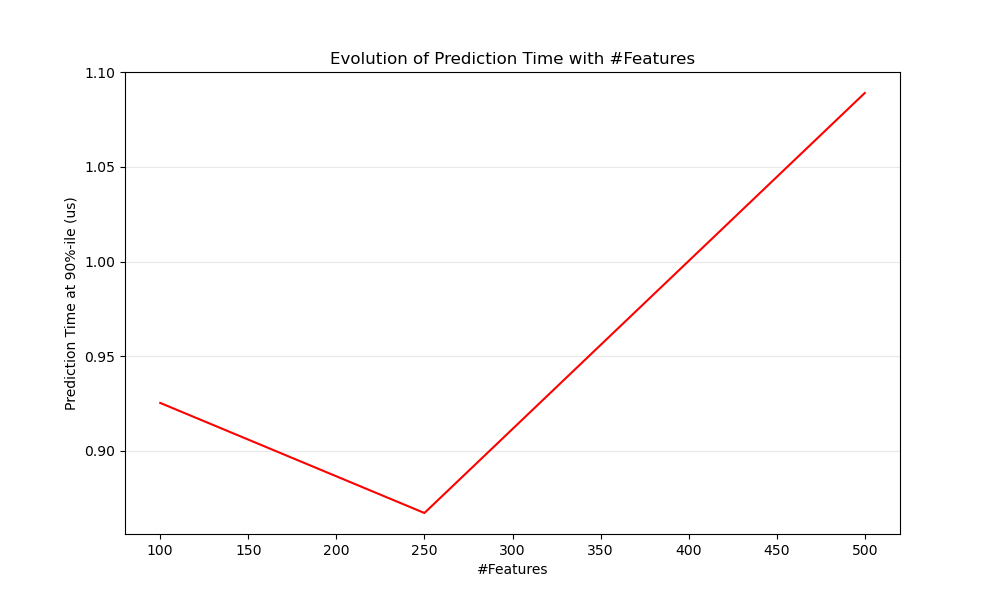 Evolution of Prediction Time with #Features
Prediction Time at 90%-ile (us)
1.10
1.05
1.00
0.95
0.90
100 150 200 250 300 350 400 450 500
#Features